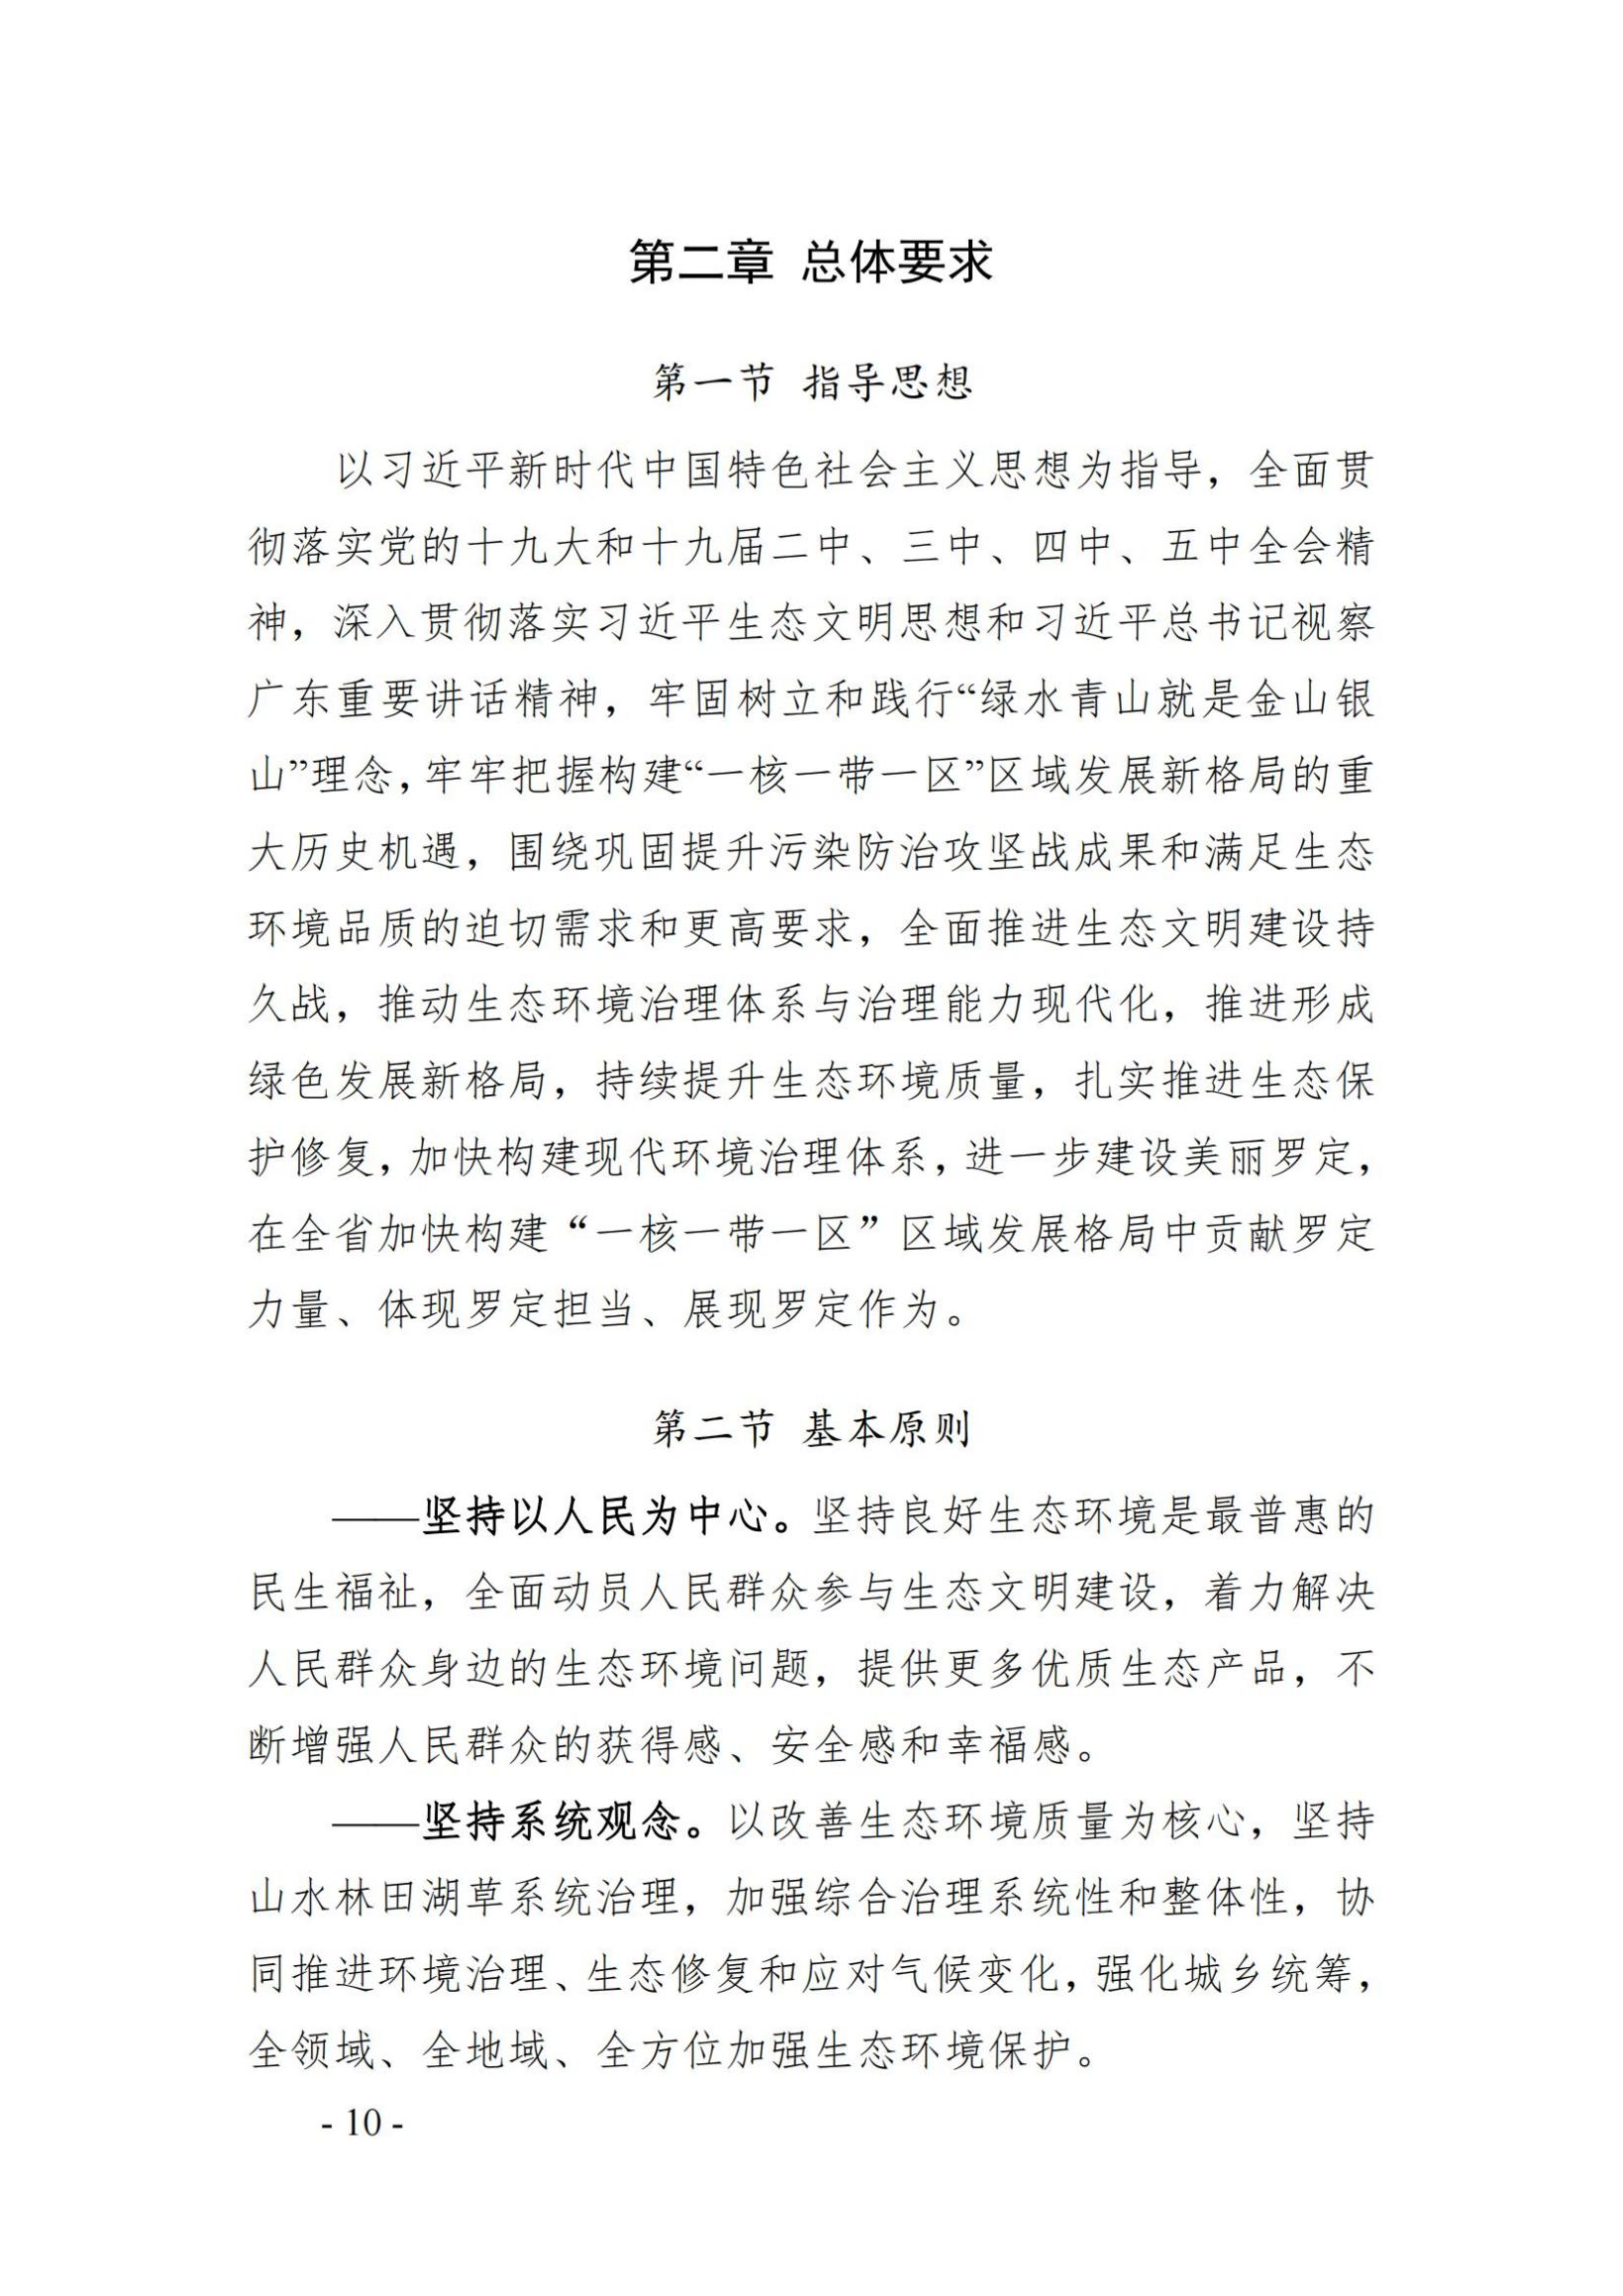 第二章 总体要求
第一节 指导思想
以习近平新时代中国特色社会主义思想为指导，全面贯
彻落实党的十九大和十九届二中、三中、四中、五中全会精
神，深入贯彻落实习近平生态文明思想和习近平总书记视察
广东重要讲话精神，牢固树立和践行“绿水青山就是金山银
山”理念，牢牢把握构建“一核一带一区”区域发展新格局的重
大历史机遇，围绕巩固提升污染防治攻坚战成果和满足生态
环境品质的迫切需求和更高要求，全面推进生态文明建设持
久战，推动生态环境治理体系与治理能力现代化，推进形成
绿色发展新格局，持续提升生态环境质量，扎实推进生态保
护修复，加快构建现代环境治理体系，进一步建设美丽罗定，
在全省加快构建“一核一带一区”区域发展格局中贡献罗定
力量、体现罗定担当、展现罗定作为。
第二节 基本原则
——坚持以人民为中心。坚持良好生态环境是最普惠的
民生福祉，全面动员人民群众参与生态文明建设，着力解决
人民群众身边的生态环境问题，提供更多优质生态产品，不
断增强人民群众的获得感、安全感和幸福感。
——坚持系统观念。以改善生态环境质量为核心，坚持
山水林田湖草系统治理，加强综合治理系统性和整体性，协
同推进环境治理、生态修复和应对气候变化，强化城乡统筹，
全领域、全地域、全方位加强生态环境保护。
- 10 -